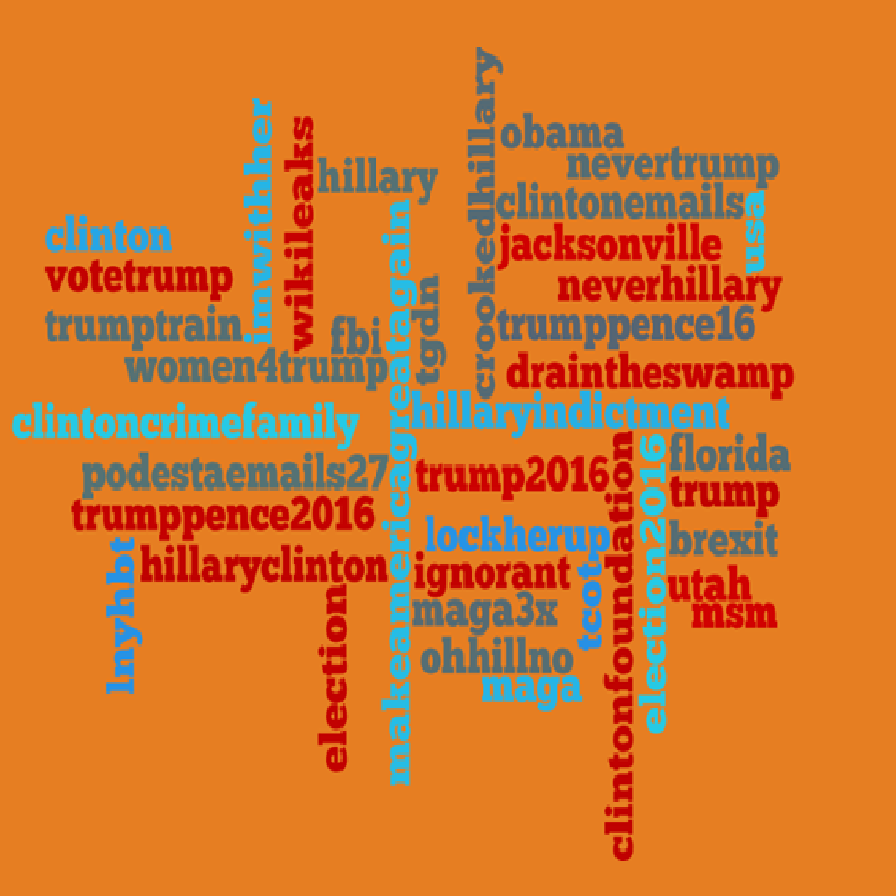 crookedhillary
obama
imwithher
wikileaks
nevertrump
hillary
clintonemails
usa
makeamericagreatagain
clinton
jacksonville
votetrump
tgdn
neverhillary
trumptrain
fbi
trumppence16
women4trump
draintheswamp
clintoncrimefamily
hillaryindictment
clintonfoundation
election2016
florida
podestaemails27
trump2016
trump
trumppence2016
lockherup
brexit
lnyhbt
hillaryclinton
ignorant
tcot
utah
election
maga3x
msm
ohhillno
maga